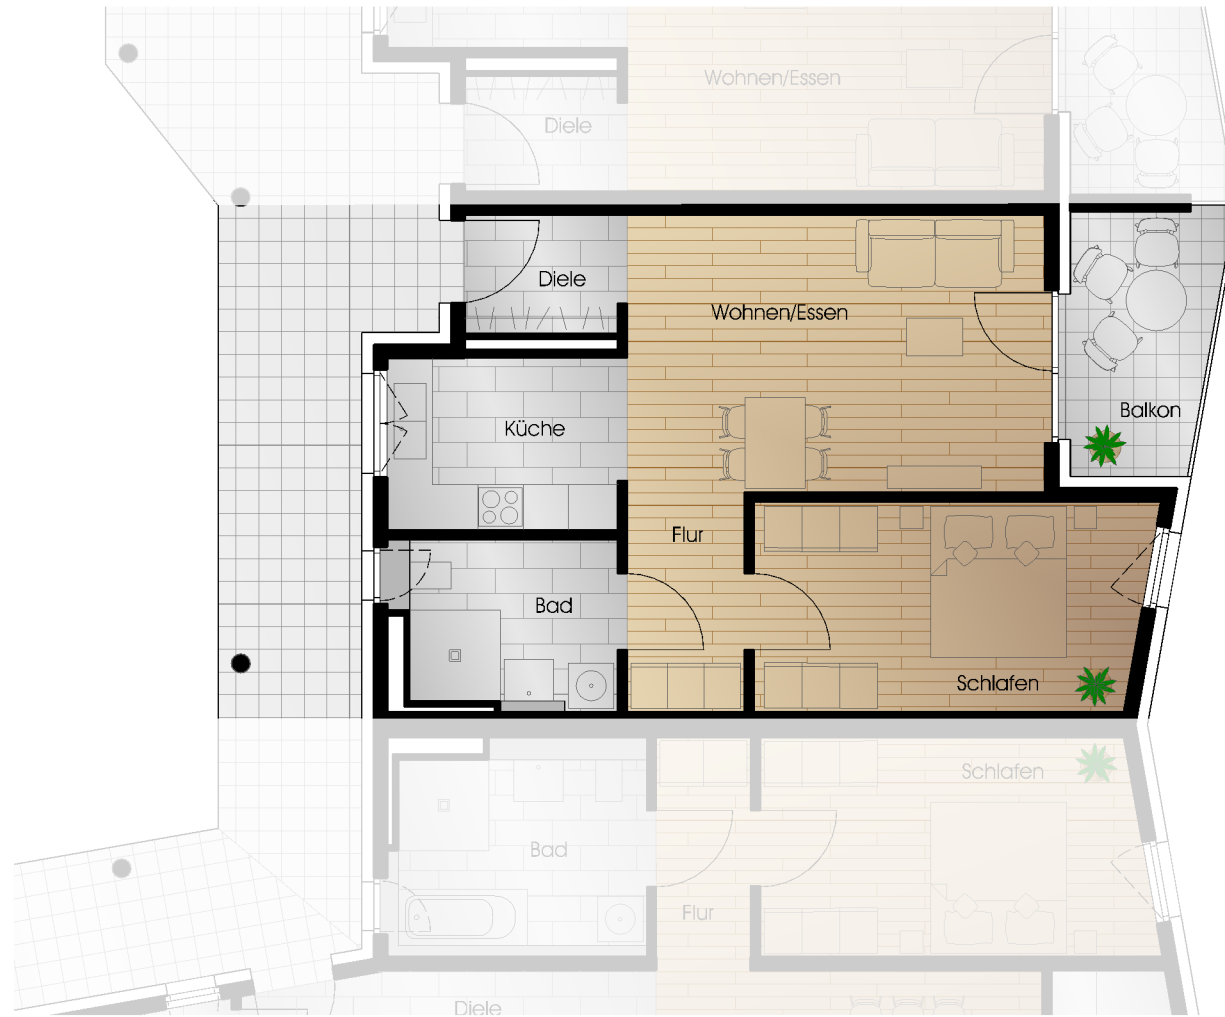 Wohnen/Essen
Diele
Diele
Wohnen/Essen
Balkon
Küche
Flur
Bad
Schlafen
Schlafen
Bad
Flur
Diele